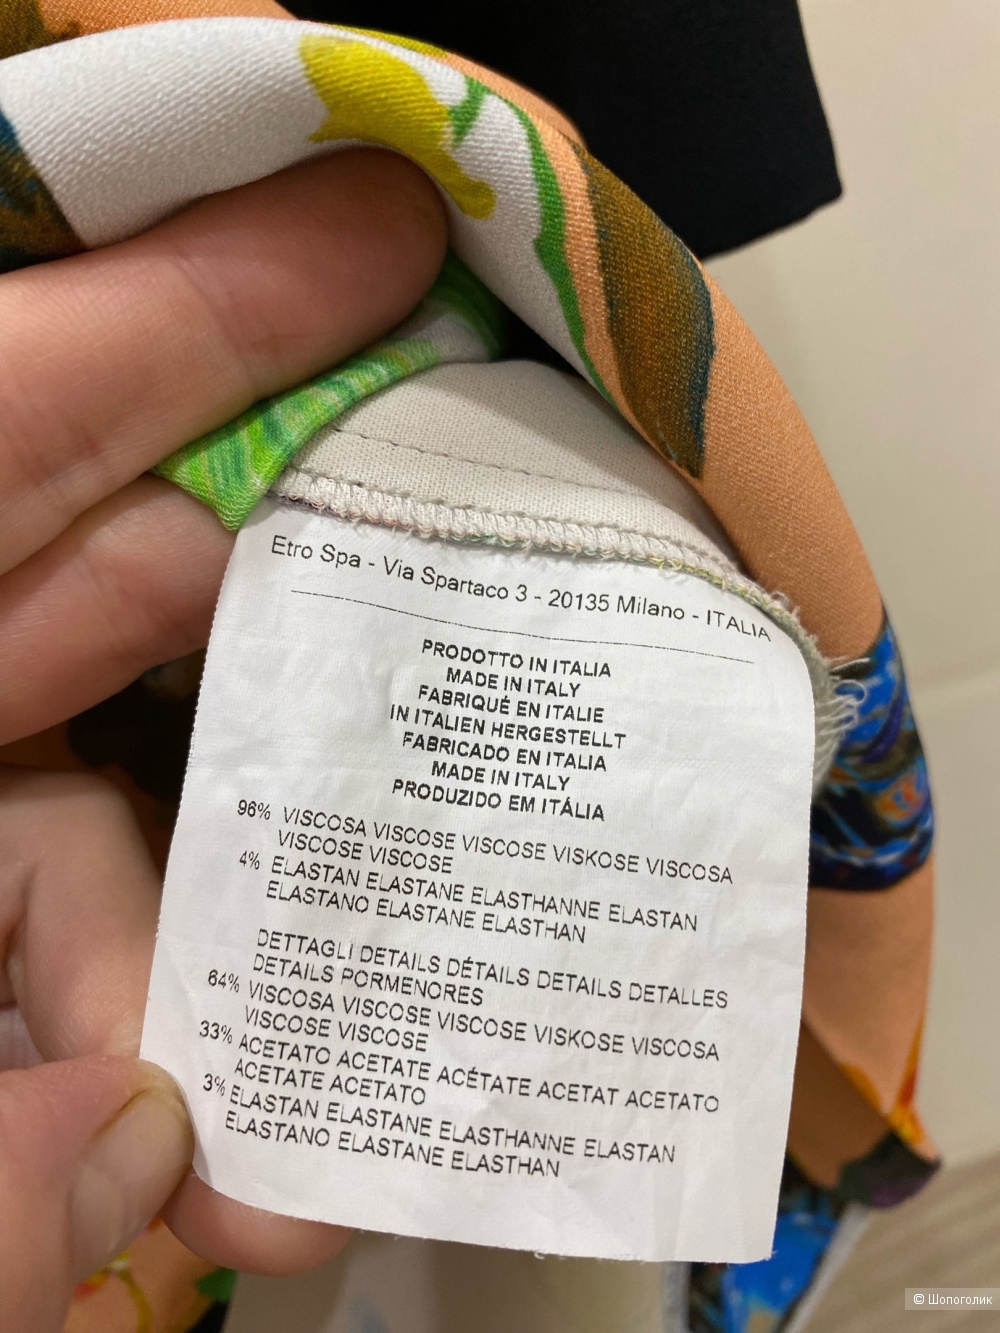 Etro Spa - Via Spartaco 3 - 20135 Milano - ITALIA
PRODOTTO IN ITALIA
MADE IN ITALY
FABRIQUÉ EN ITALIE
IN ITALIEN HERGESTELLT
FABRICADO EN ITALIA
MADE IN ITALY
PRODUZIDO EM ITÁLIA
96% VISCOSA VISCOSE VISCOSE VISKOSE VISCOSA
VISCOSE VISCOSE
4% ELASTAN ELASTANE ELASTHANNE ELASTAN
ELASTANO ELASTANE ELASTHAN
DETTAGLI DETAILS DÉTAILS DETAILS DETALLES
DETAILS PORMENORES
64% VISCOSA VISCOSE VISCOSE VISKOSE VISCOSA
VISCOSE VISCOSE
33% ACETATO ACETATE ACÉTATE ACETAT ACETATO
ACETATE ACETATO
3% ELASTAN ELASTANE ELASTHANNE ELASTAN
ELASTANO ELASTANE ELASTHAN
© Шопоголик